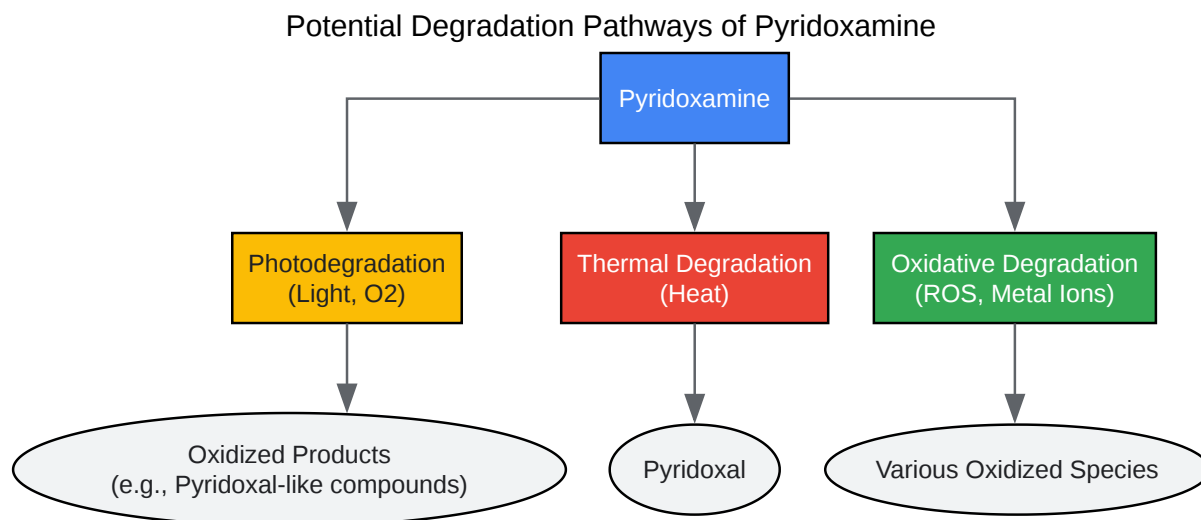 Potential Degradation Pathways of Pyridoxamine
Pyridoxamine
Photodegradation
(Light, O2)
Thermal Degradation
(Heat)
Oxidative Degradation
(ROS, Metal Ions)
Oxidized Products
(e.g., Pyridoxal-like compounds)
Pyridoxal
Various Oxidized Species